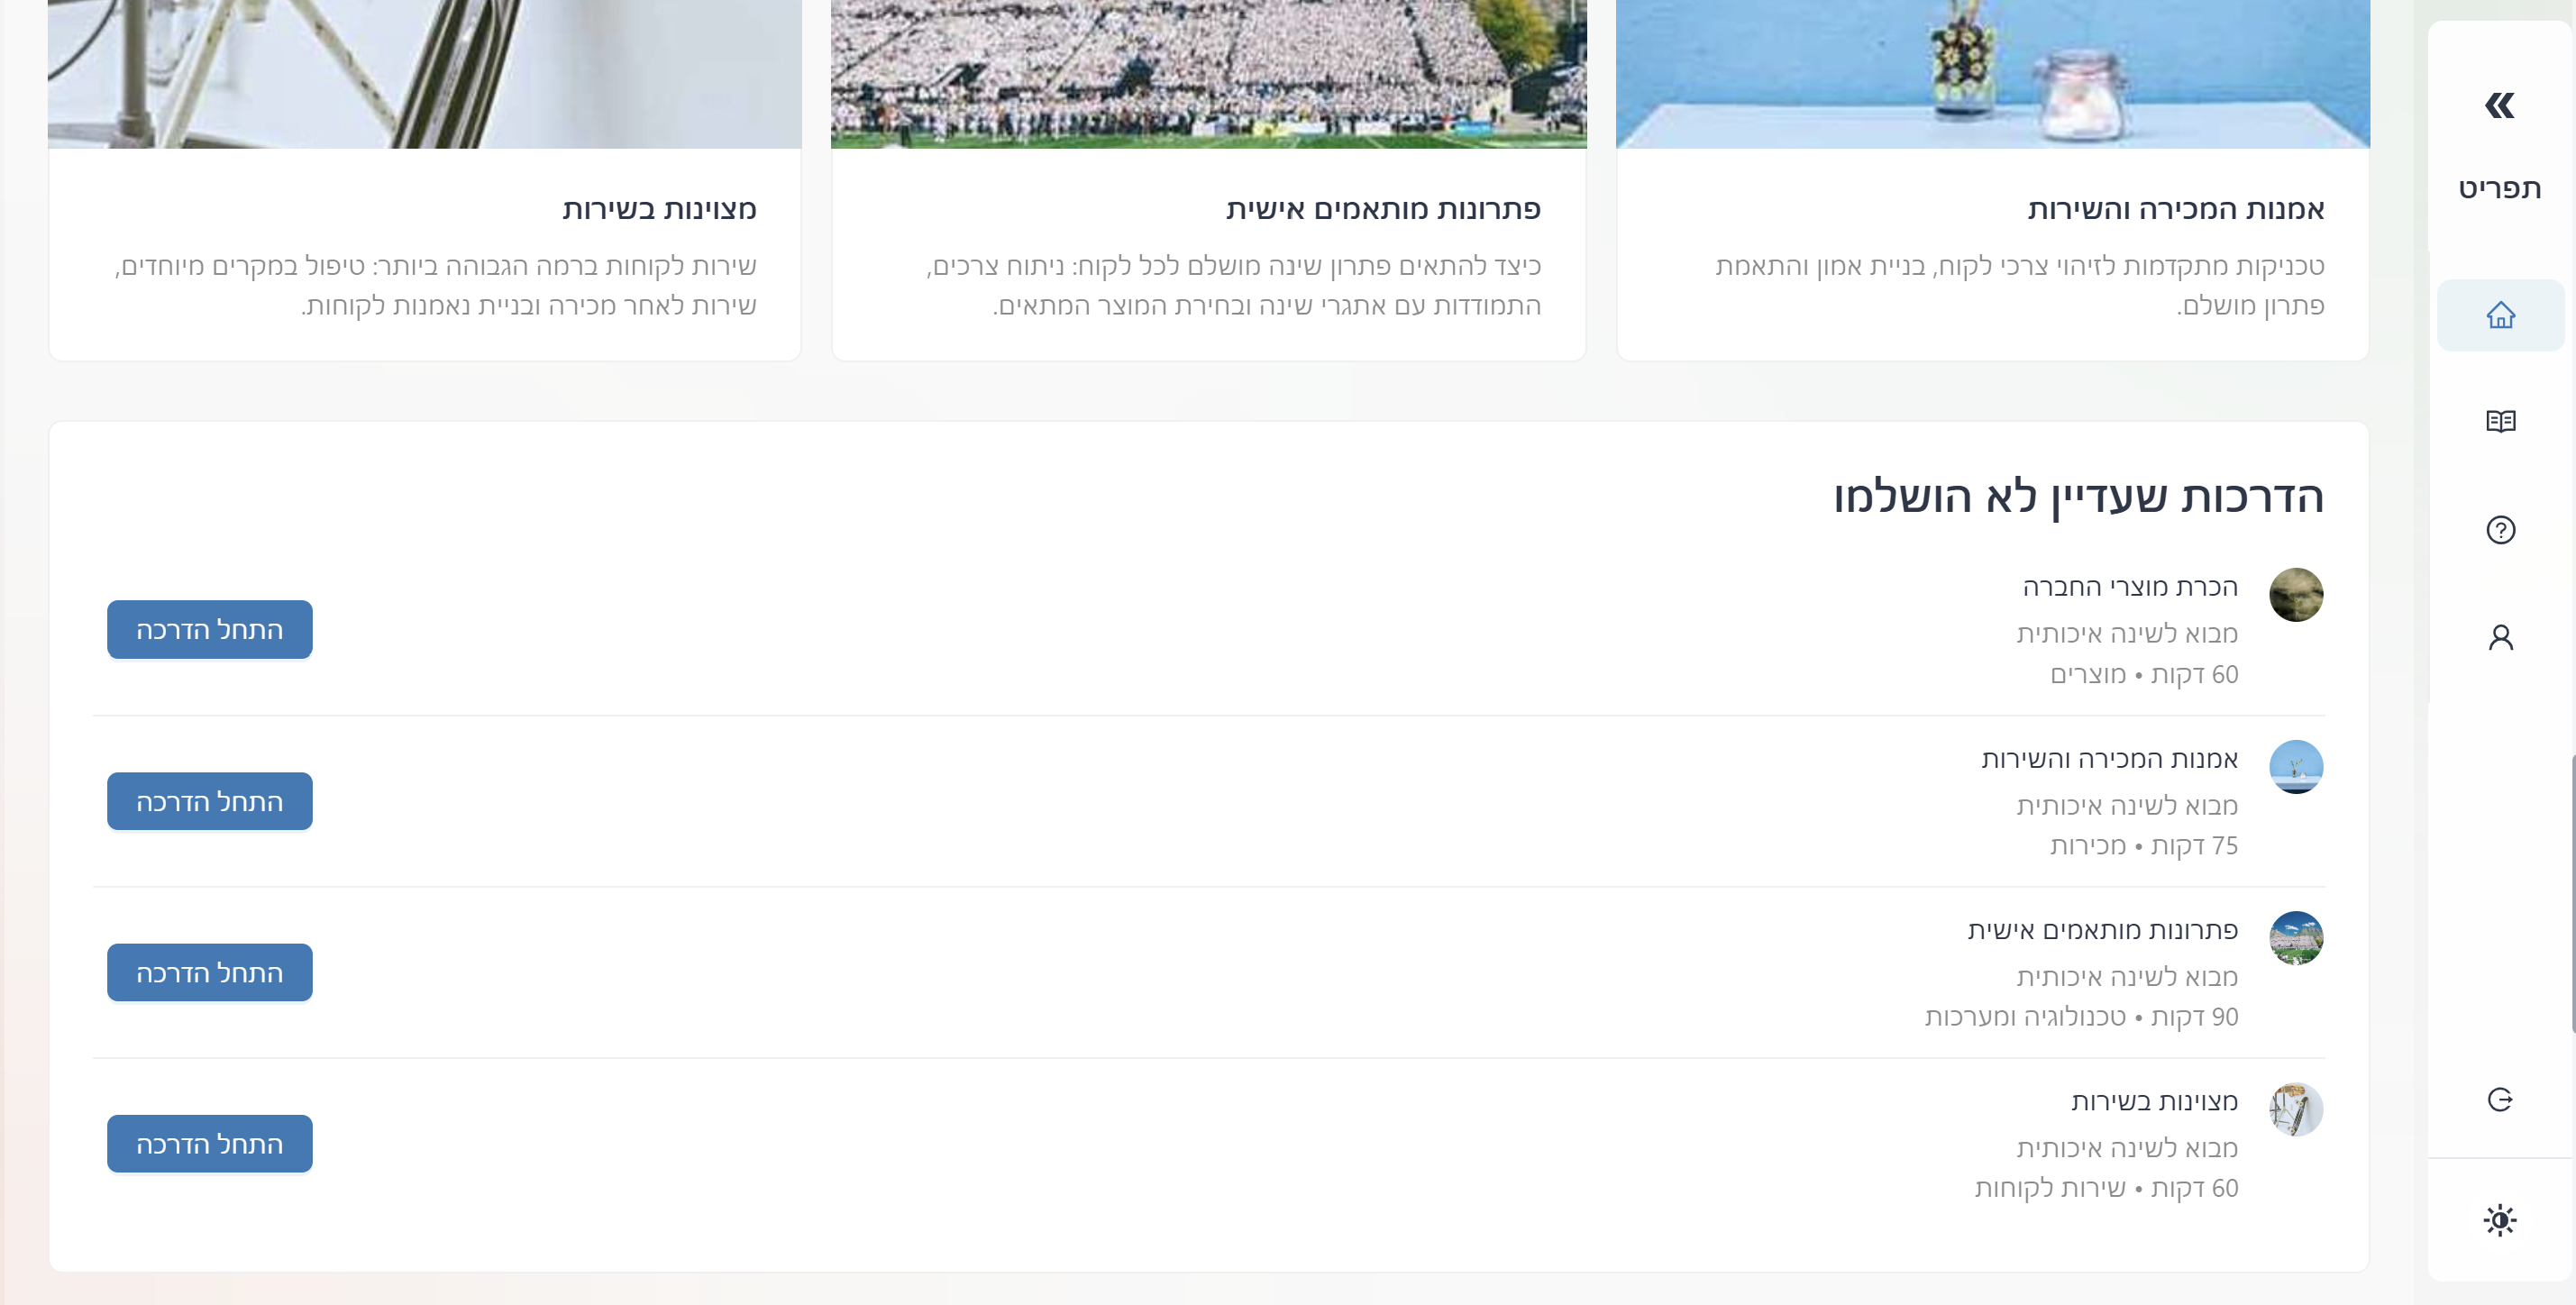 תפריט
אמנות המכירה והשירות
טכניקות מתקדמות לזיהוי צרכי לקוח, בניית אמון והתאמת
פתרון מושלם.
פתרונות מותאמים אישית
כיצד להתאים פתרון שינה מושלם לכל לקוח: ניתוח צרכים,
התמודדות עם אתגרי שינה ובחירת המוצר המתאים.
מצוינות בשירות
שירות לקוחות ברמה הגבוהה ביותר: טיפול במקרים מיוחדים,
שירות לאחר מכירה ובניית נאמנות לקוחות.
הדרכות שעדיין לא הושלמו
הכרת מוצרי החברה
מבוא לשינה איכותית
60 דקות • מוצרים
התחל הדרכה
אמנות המכירה והשירות
מבוא לשינה איכותית
75 דקות • מכירות
התחל הדרכה
פתרונות מותאמים אישית
מבוא לשינה איכותית
90 דקות • טכנולוגיה ומערכות
התחל הדרכה
מצוינות בשירות
מבוא לשינה איכותית
60 דקות • שירות לקוחות
התחל הדרכה